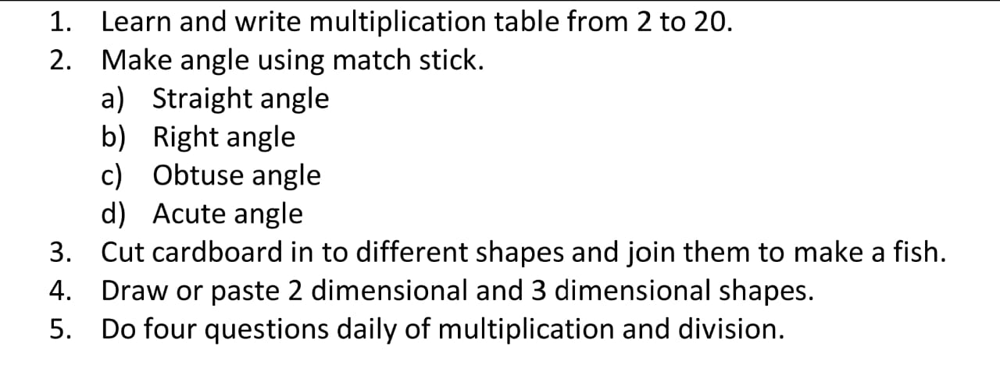 1. Learn and write multiplication table from 2 to 20.
2. Make angle using match stick.
a) Straight angle
b) Right angle
c) Obtuse angle
d) Acute angle
3. Cut cardboard in to different shapes and join them to make a fish.
4. Draw or paste 2 dimensional and 3 dimensional shapes.
5. Do four questions daily of multiplication and division.